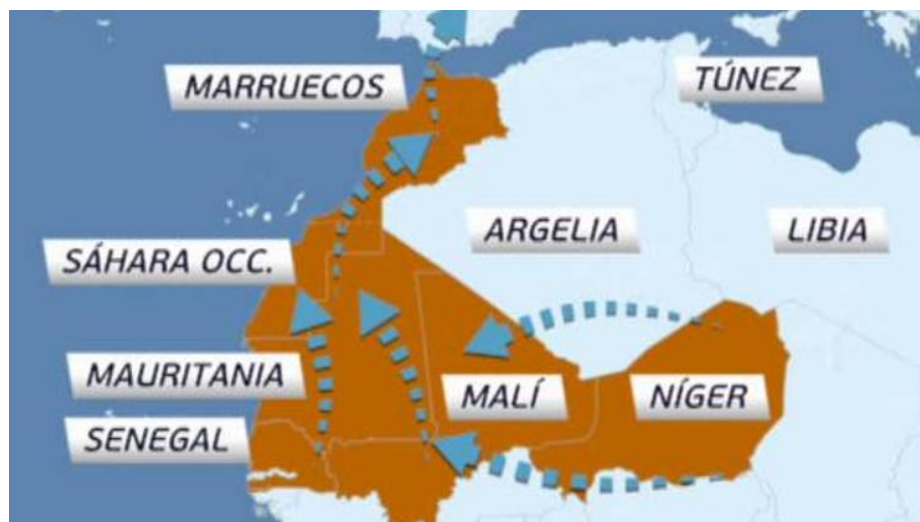 MARRUECOS
TÚNEZ
ARGELIA
LIBIA
SÁHARA OCC.
MAURITANIA
MALÍ
NÍGER
SENEGAL